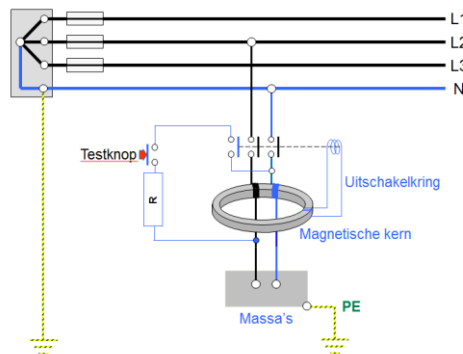 L1
L2
L3
N
Testknop
R
Uitschakelkring
Magnetische kern
PE
Massa's